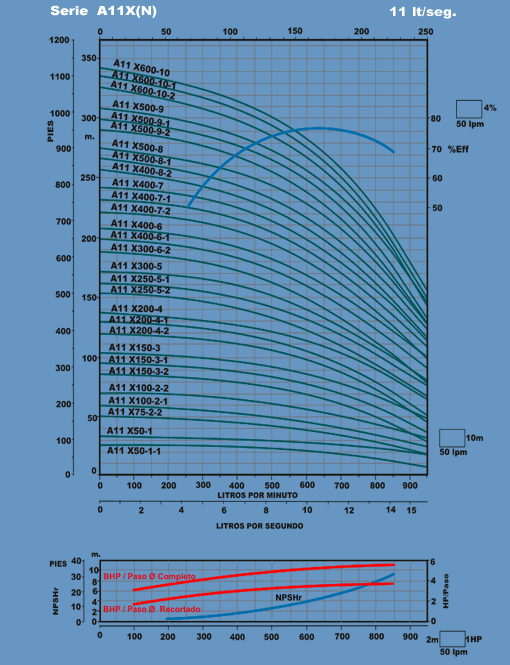 Serie A11X(N)
11 lt/seg.
0 50 100 150 200 250
1200
1100
1000
900
800
700
600
500
400
300
200
100
0
PIES
350
300
m.
250
200
150
100
50
0
A11 X600-10
A11 X600-10-1
A11 X600-10-2
A11 X500-9
A11 X500-9-1
A11 X500-9-2
A11 X500-8
A11 X500-8-1
A11 X400-8-2
A11 X400-7
A11 X400-7-1
A11 X400-7-2
A11 X400-6
A11 X400-6-1
A11 X300-6-2
A11 X300-5
A11 X250-5-1
A11 X250-5-2
A11 X200-4
A11 X200-4-1
A11 X200-4-2
A11 X150-3
A11 X150-3-1
A11 X150-3-2
A11 X100-2-2
A11 X100-2-1
A11 X75-2-2
A11 X50-1
A11 X50-1-1
80
70 %Eff
60
50
4%
50 lpm
10m
50 lpm
0 100 200 300 400 500 600 700 800 900
LITROS POR MINUTO
0 2 4 6 8 10 12 14 15
LITROS POR SEGUNDO
PIES
m.
40
30
20
10
0
NPSHr
10
8
6
4
2
0
BHP / Paso Ø Completo
BHP / Paso Ø Recortado
NPSHr
6
4
2
0
HP/Paso
0 100 200 300 400 500 600 700 800 900
2m
1HP
50 lpm